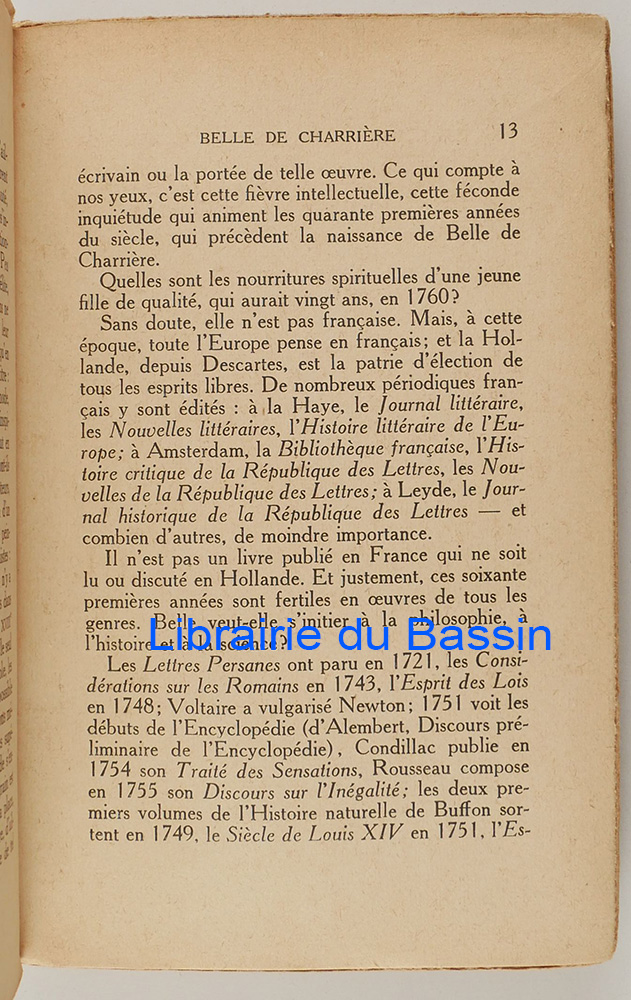 BELLE DE CHARRIÈRE 13
écrivain ou la portée de telle œuvre. Ce qui compte à
nos yeux, c'est cette fièvre intellectuelle, cette féconde
inquiétude qui animent les quarante premières années
du siècle, qui précèdent la naissance de Belle de
Charrière.
Quelles sont les nourritures spirituelles d'une jeune
fille de qualité, qui aurait vingt ans, en 1760?
Sans doute, elle n'est pas française. Mais, à cette
époque, toute l'Europe pense en français; et la Hol-
lande, depuis Descartes, est la patrie d'élection de
tous les esprits libres. De nombreux périodiques fran-
çais y sont édités : à la Haye, le Journal littéraire,
les Nouvelles littéraires, l'Histoire littéraire de l'Eu-
rope; à Amsterdam, la Bibliothèque française, l'His-
toire critique de la République des Lettres, les Nou-
velles de la République des Lettres; à Leyde, le Jour-
nal historique de la République des Lettres — et
combien d'autres, de moindre importance.
Il n'est pas un livre publié en France qui ne soit
lu ou discuté en Hollande. Et justement, ces soixante
premières années sont fertiles en œuvres de tous les
genres. Belle veut-elle s'initier à la philosophie, à
l'histoire et à la science?
Librairie du Bassin
Les Lettres Persanes ont paru en 1721, les Consi-
dérations sur les Romains en 1743, l'Esprit des Lois
en 1748; Voltaire a vulgarisé Newton; 1751 voit les
débuts de l'Encyclopédie (d'Alembert, Discours pré-
liminaire de l'Encyclopédie), Condillac publie en
1754 son Traité des Sensations, Rousseau compose
en 1755 son Discours sur l'Inégalité; les deux pre-
miers volumes de l'Histoire naturelle de Buffon sor-
tent en 1749, le Siècle de Louis XIV en 1751, l'Es-